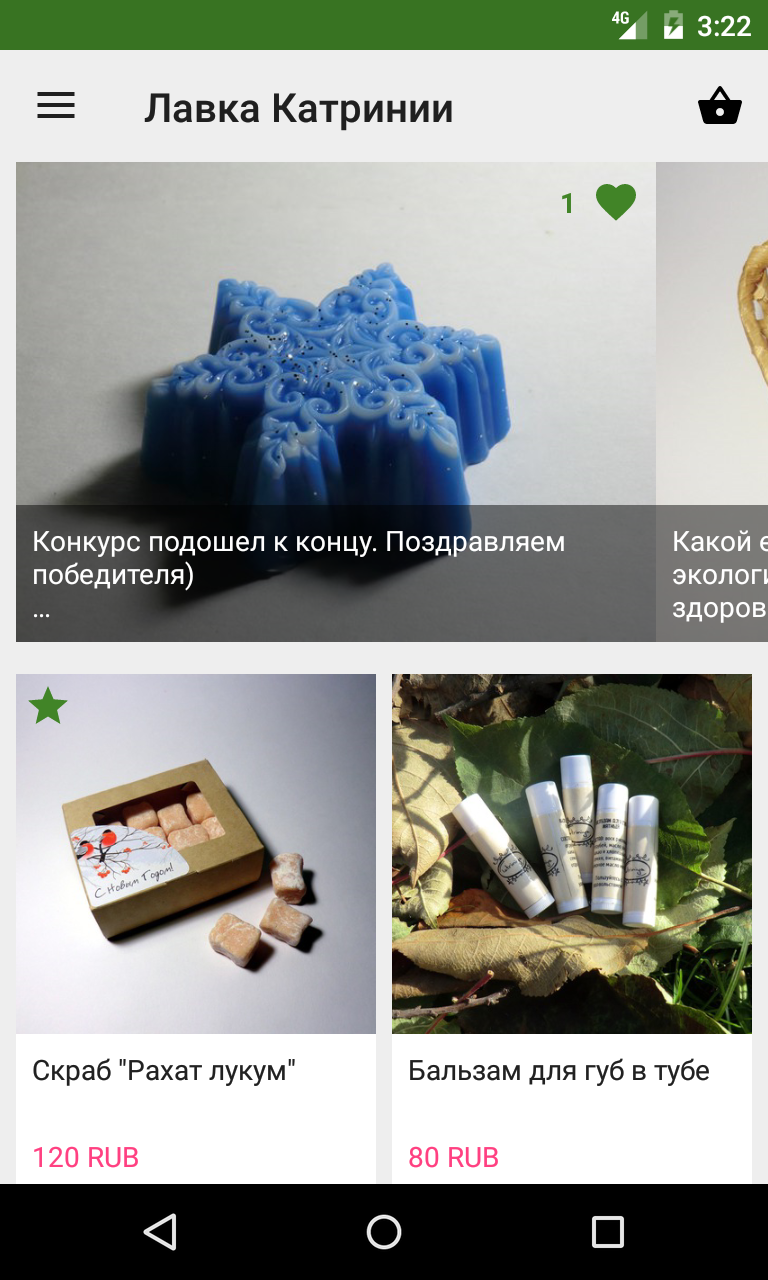 4G 3:22
Лавка Катринии
1
Конкурс подошел к концу. Поздравляем
победителя)
...
Какой
экологи
здоров
С Новым Годом!
Скраб "Рахат лукум"
Бальзам для губ в тубе
120 RUB
80 RUB